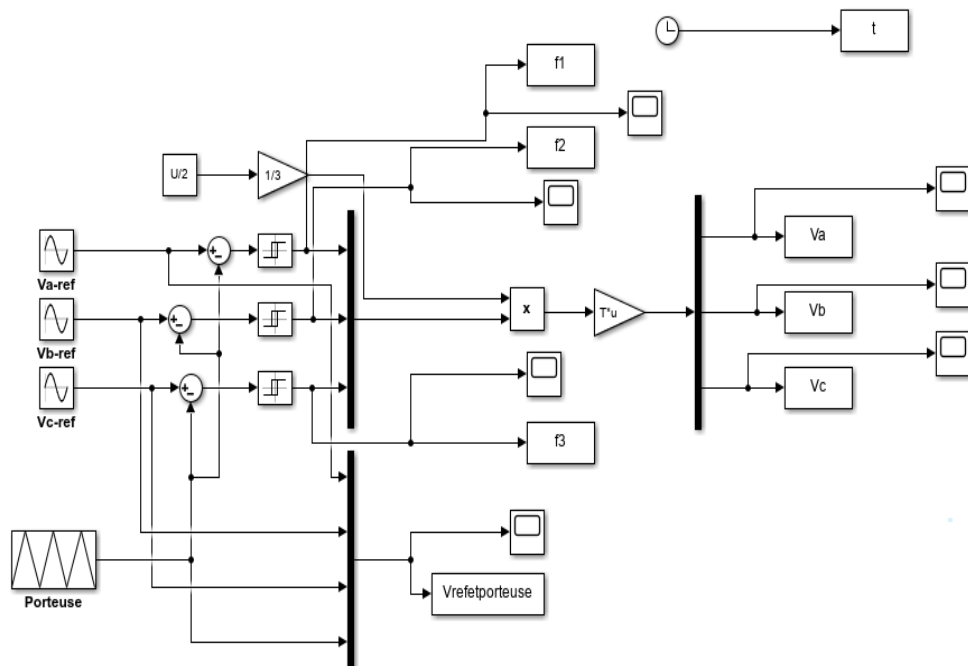 t
f1
f2
U/2
1/3
Va-ref
Va
x
T*u
Vb
Vb-ref
Vc
Vc-ref
f3
Porteuse
Vrefetporteuse